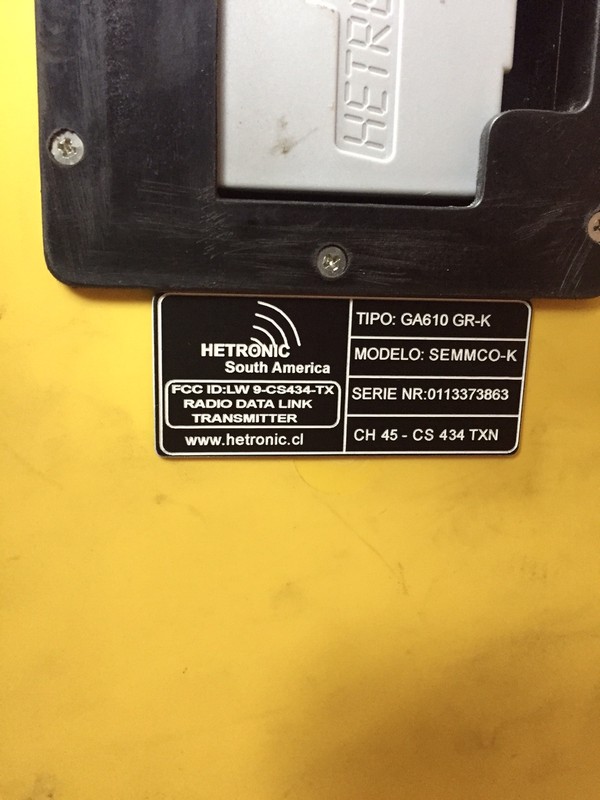 HETRO
HETRONIC
South America
FCC ID:LW 9-CS434-TX
RADIO DATA LINK
TRANSMITTER
www.hetronic.cl
TIPO: GA610 GR-K
MODELO: SEMMCO-K
SERIE NR:0113373863
CH 45 - CS 434 TXN